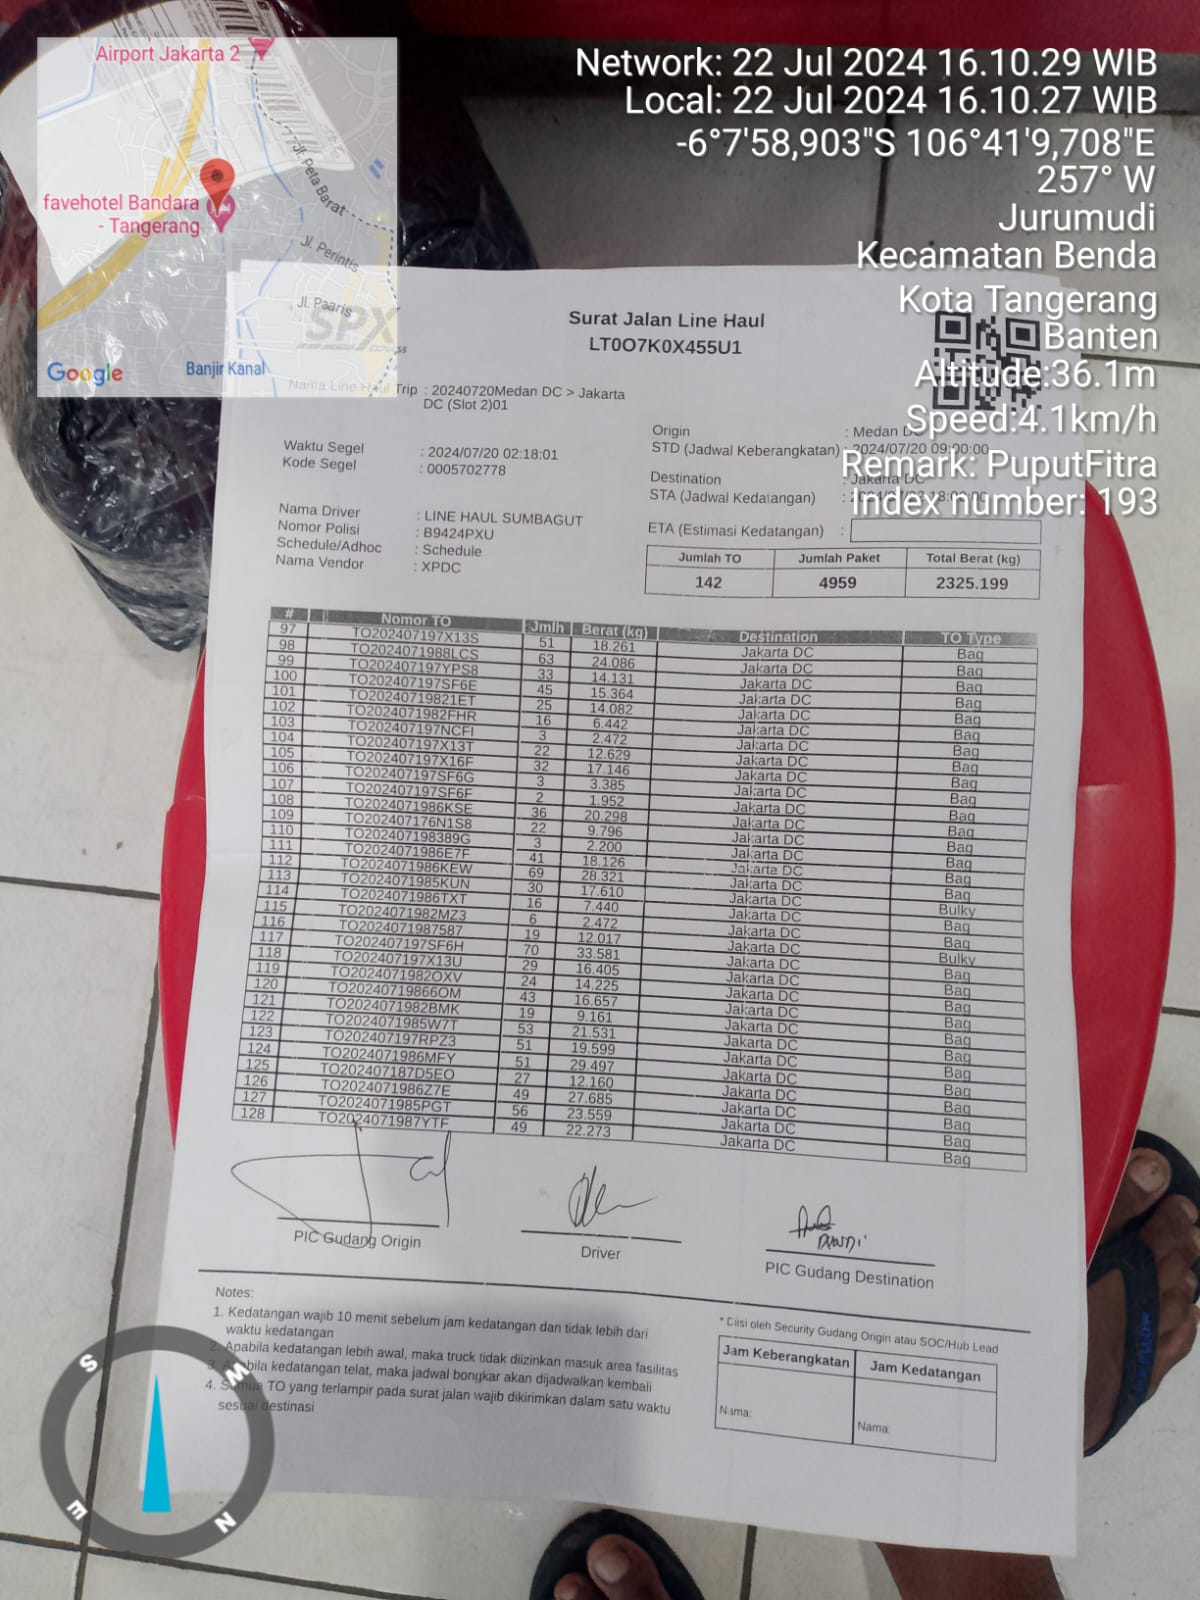 Airport Jakarta 2
favehotel Bandara
- Tangerang
Jl. Peta Barat
Jl. Perintis
Jl. Paaris
Google
Banjir Kanal
Network: 22 Jul 2024 16.10.29 WIB
Local: 22 Jul 2024 16.10.27 WIB
-6°7'58,903"S 106°41'9,708"E
257° W
Jurumudi
Kecamatan Benda
Kota Tangerang
Banten
Altitude:36.1m
Speed:4.1km/h
Remark: PuputFitra
Index number: 193
SPX
Surat Jalan Line Haul
LT0O7K0X455U1
Nama Line Haul Trip : 20240720Medan DC > Jakarta
DC (Slot 2)01
Waktu Segel : 2024/07/20 02:18:01
Kode Segel : 0005702778
Nama Driver : LINE HAUL SUMBAGUT
Nomor Polisi : B9424PXU
Schedule/Adhoc : Schedule
Nama Vendor : XPDC
Origin : Medan DC
STD (Jadwal Keberangkatan) : 2024/07/20 09:00:00
Destination : Jakarta DC
STA (Jadwal Kedatangan) : 18:00:00
ETA (Estimasi Kedatangan) :
Jumlah TO Jumlah Paket Total Berat (kg)
142 4959 2325.199
# Nomor TO Jmlh Berat (kg) Destination TO Type
97 TO202407197X13S 51 18.261 Jakarta DC Bag
98 TO2024071988LCS 63 24.086 Jakarta DC Bag
99 TO202407197YPS8 33 14.131 Jakarta DC Bag
100 TO202407197SF6E 45 15.364 Jakarta DC Bag
101 TO20240719821ET 25 14.082 Jakarta DC Bag
102 TO2024071982FHR 16 6.442 Jakarta DC Bag
103 TO202407197NCFI 3 2.472 Jakarta DC Bag
104 TO202407197X13T 22 12.629 Jakarta DC Bag
105 TO202407197X16F 32 17.146 Jakarta DC Bag
106 TO202407197SF6G 3 3.385 Jakarta DC Bag
107 TO202407197SF6F 2 1.952 Jakarta DC Bag
108 TO2024071986KSE 36 20.298 Jakarta DC Bag
109 TO202407176N1S8 22 9.796 Jakarta DC Bag
110 TO202407198389G 3 2.200 Jakarta DC Bag
111 TO2024071986E7F 41 18.126 Jakarta DC Bag
112 TO2024071986KEW 69 28.321 Jakarta DC Bag
113 TO2024071985KUN 30 17.610 Jakarta DC Bag
114 TO2024071986TXT 16 7.440 Jakarta DC Bulky
115 TO2024071982MZ3 6 2.472 Jakarta DC Bag
116 TO2024071987587 19 12.017 Jakarta DC Bag
117 TO202407197SF6H 70 33.581 Jakarta DC Bulky
118 TO202407197X13U 29 16.405 Jakarta DC Bag
119 TO2024071982OXV 24 14.225 Jakarta DC Bag
120 TO2024071986​6OM 43 16.657 Jakarta DC Bag
121 TO2024071982BMK 19 9.161 Jakarta DC Bag
122 TO2024071985W7T 53 21.531 Jakarta DC Bag
123 TO202407197RPZ3 51 19.599 Jakarta DC Bag
124 TO2024071986MFY 51 29.497 Jakarta DC Bag
125 TO202407187D5EO 27 12.160 Jakarta DC Bag
126 TO2024071986Z7E 49 27.685 Jakarta DC Bag
127 TO2024071985PGT 56 23.559 Jakarta DC Bag
128 TO2024071987YTF 49 22.273 Jakarta DC Bag
PIC Gudang Origin
Driver
PIC Gudang Destination
Notes:
1. Kedatangan wajib 10 menit sebelum jam kedatangan dan tidak lebih dari
waktu kedatangan
2. Apabila kedatangan lebih awal, maka truck tidak diizinkan masuk area fasilitas
3. Apabila kedatangan telat, maka jadwal bongkar akan dijadwalkan kembali
4. Semua TO yang terlampir pada surat jalan wajib dikirimkan dalam satu waktu
sesuai destinasi
* Diisi oleh Security Gudang Origin atau SOC/Hub Lead
Jam Keberangkatan Jam Kedatangan
Nama: Nama:
S
W
E
N